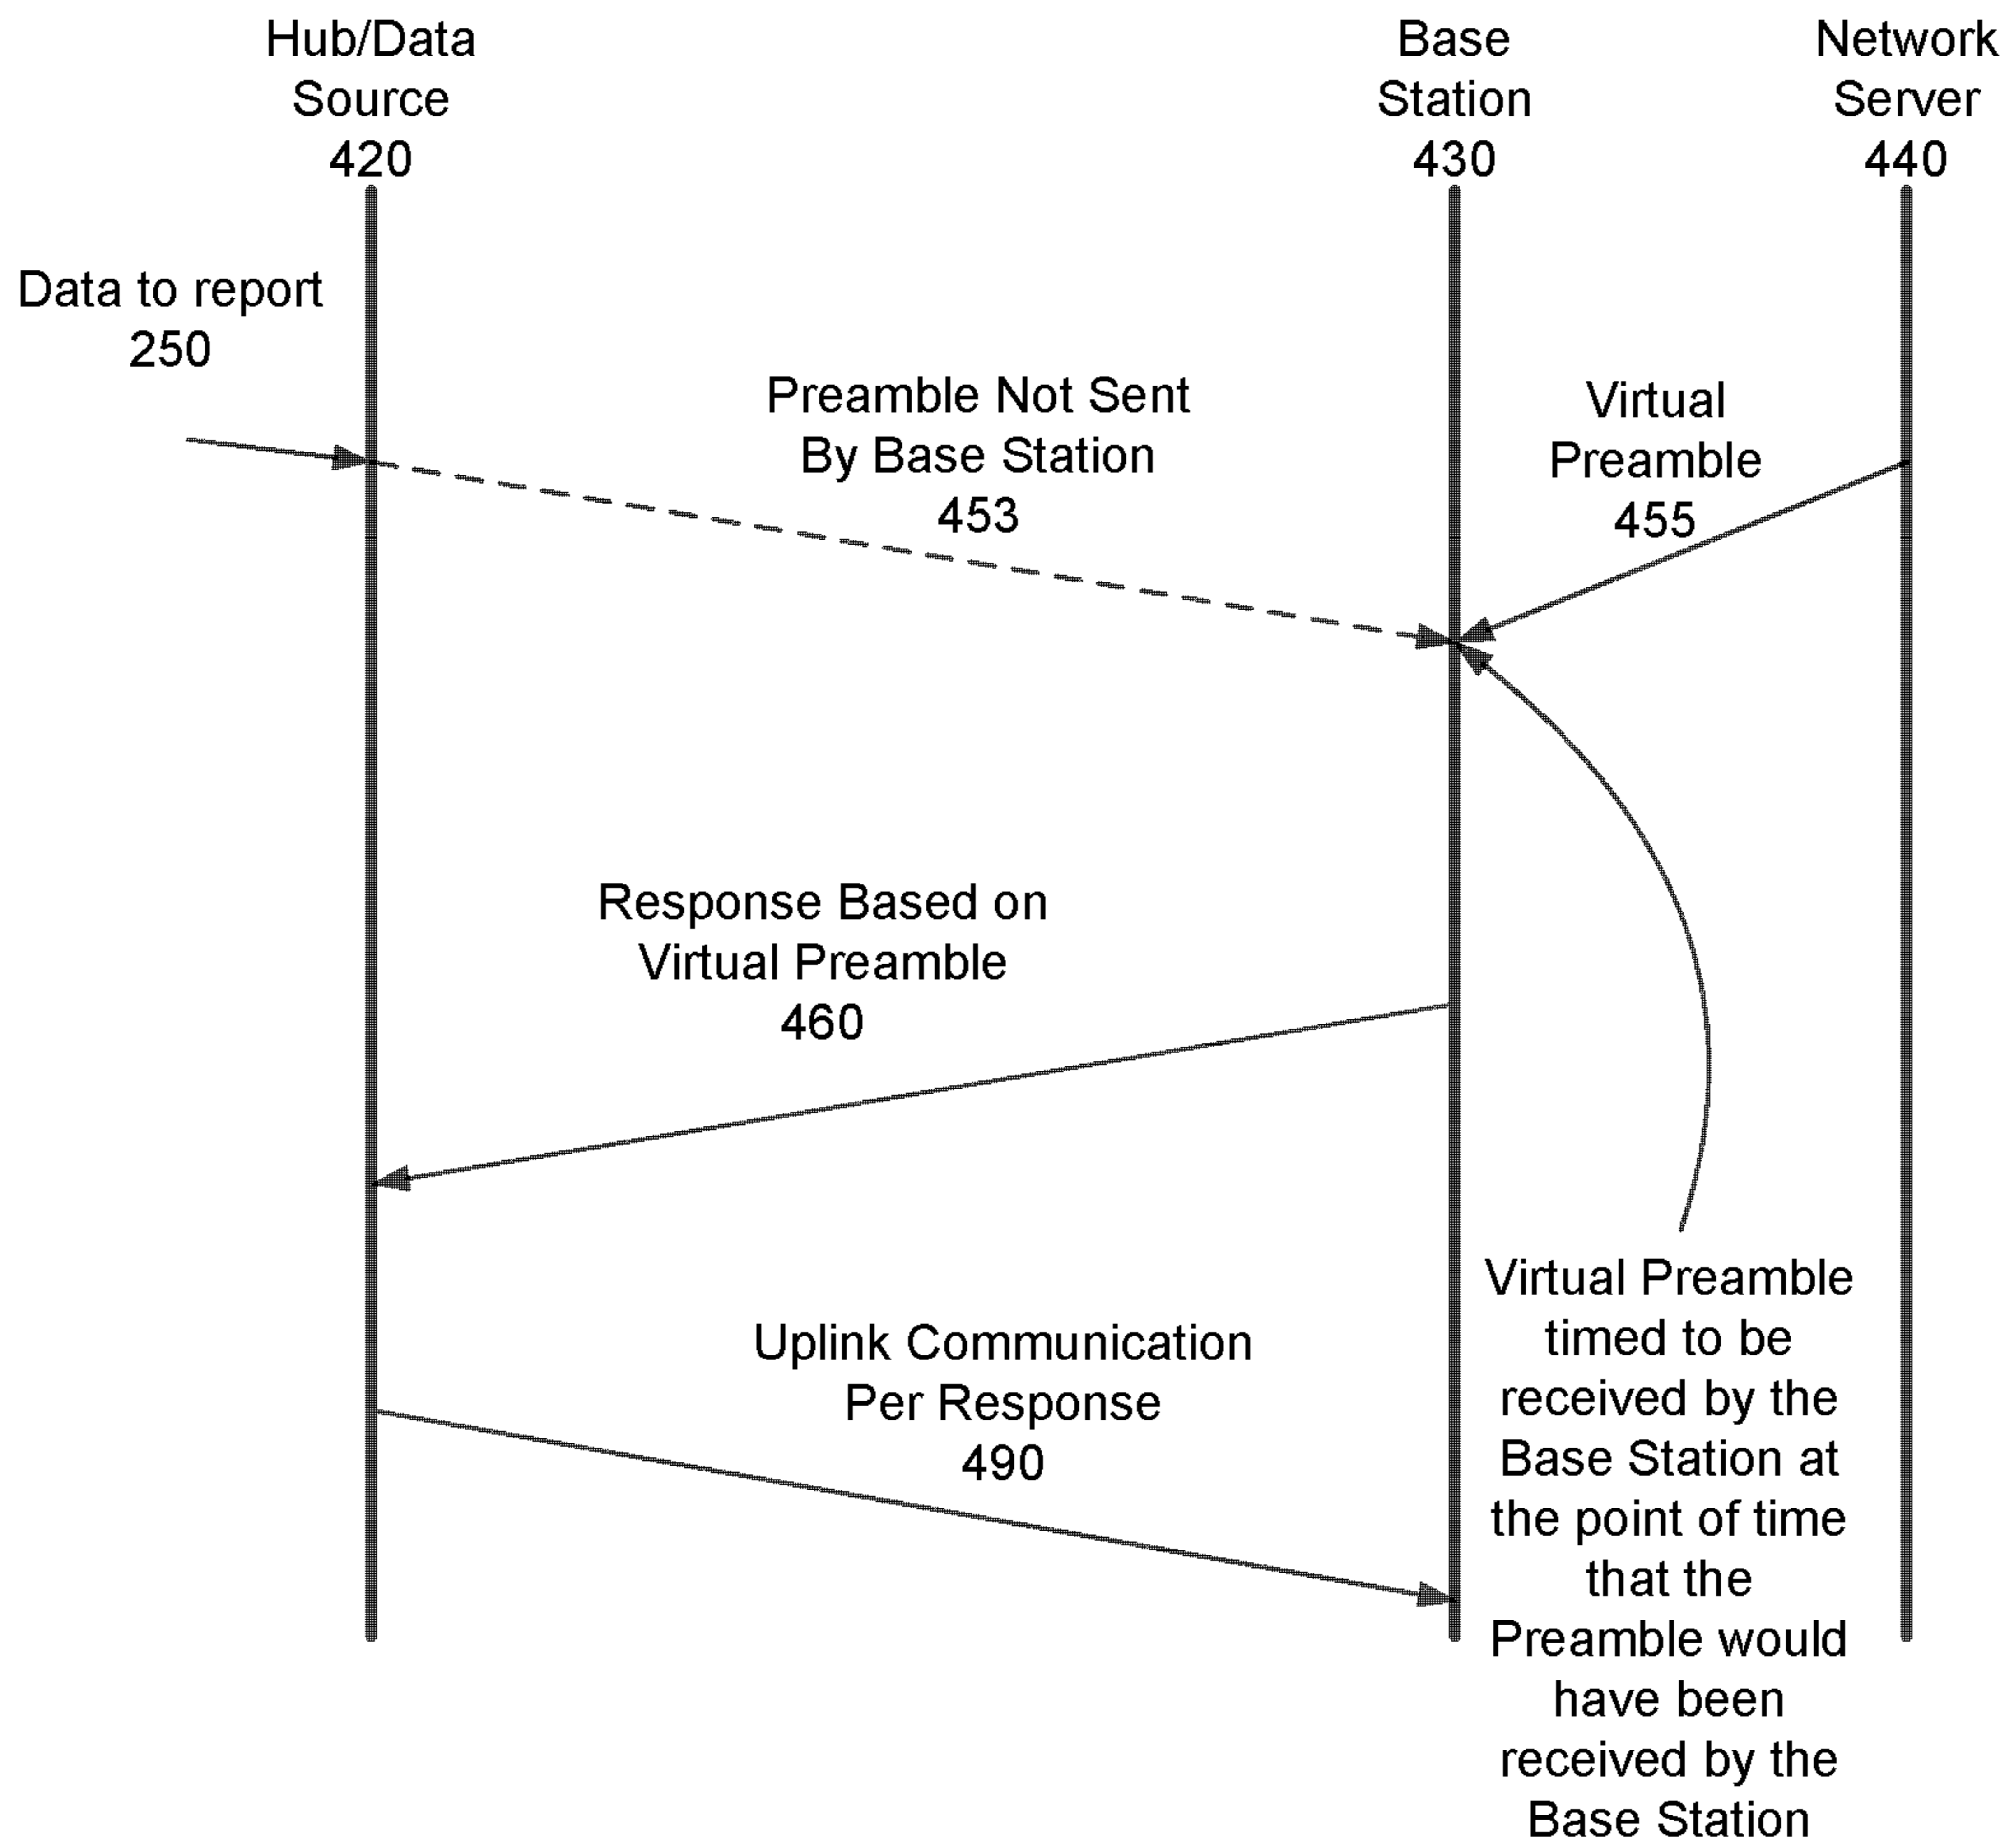 Hub/Data
Source
420
Base
Station
430
Network
Server
440
Data to report
250
Preamble Not Sent
By Base Station
453
Virtual
Preamble
455
Response Based on
Virtual Preamble
460
Uplink Communication
Per Response
490
Virtual Preamble
timed to be
received by the
Base Station at
the point of time
that the
Preamble would
have been
received by the
Base Station